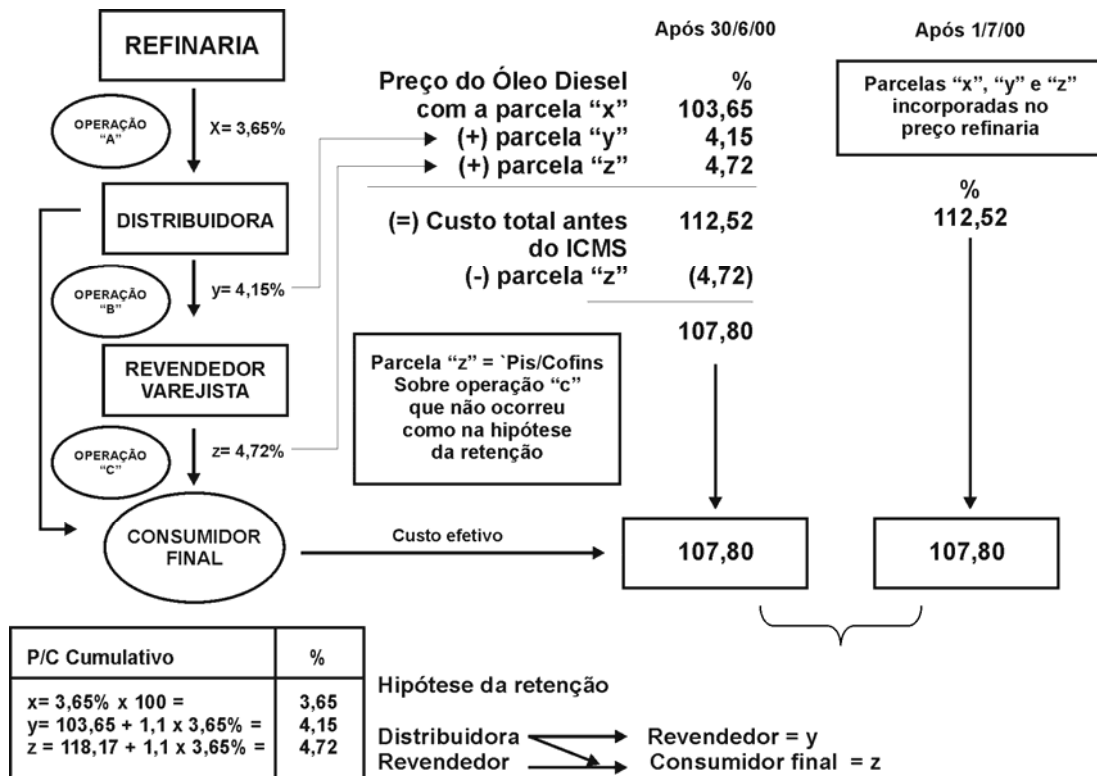 REFINARIA
OPERAÇÃO
"A"
X= 3,65%
DISTRIBUIDORA
OPERAÇÃO
"B"
y= 4,15%
REVENDEDOR
VAREJISTA
OPERAÇÃO
"C"
z= 4,72%
CONSUMIDOR
FINAL
Custo efetivo
Após 30/6/00
Preço do Óleo Diesel %
com a parcela “x” 103,65
(+) parcela “y” 4,15
(+) parcela “z” 4,72
(=) Custo total antes 112,52
do ICMS
(-) parcela “z” (4,72)
107,80
Parcela “z” = `Pis/Cofins
Sobre operação “c”
que não ocorreu
como na hipótese
da retenção
107,80
Após 1/7/00
Parcelas “x”, “y” e “z”
incorporadas no
preço refinaria
%
112,52
107,80
P/C Cumulativo %
x= 3,65% x 100 = 3,65
y= 103,65 + 1,1 x 3,65% = 4,15
z = 118,17 + 1,1 x 3,65% = 4,72
Hipótese da retenção
Distribuidora Revendedor = y
Revendedor Consumidor final = z